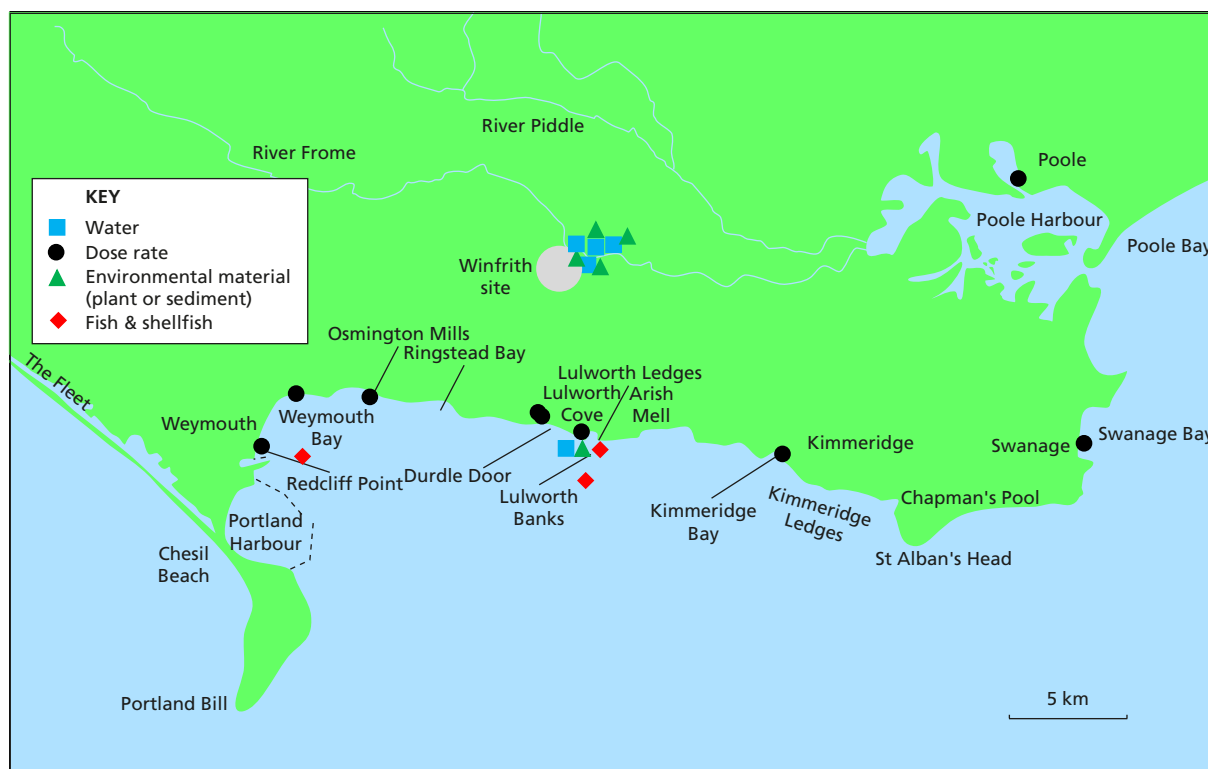 River Piddle
River Frome
Poole
Poole Harbour
Poole Bay
KEY
Water
Dose rate
Environmental material
(plant or sediment)
Fish & shellfish
Winfrith
site
Osmington Mills
Ringstead Bay
The Fleet
Lulworth Ledges
Lulworth
Cove
Arish
Mell
Weymouth
Weymouth
Bay
Kimmeridge
Swanage
Swanage Bay
Redcliff Point
Durdle Door
Lulworth
Banks
Kimmeridge
Bay
Kimmeridge
Ledges
Chapman's Pool
St Alban's Head
Portland
Harbour
Chesil
Beach
Portland Bill
5 km